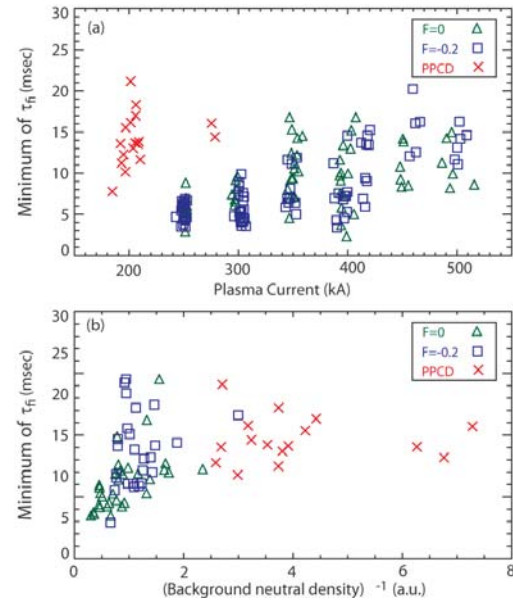 (a)
F=0
F=-0.2
PPCD
Minimum of τfi (msec)
30
25
20
15
10
5
0
200 300 400 500
Plasma Current (kA)
(b)
F=0
F=-0.2
PPCD
Minimum of τfi (msec)
30
20
15
10
5
0
0 2 4 6 8
(Background neutral density) -1 (a.u.)